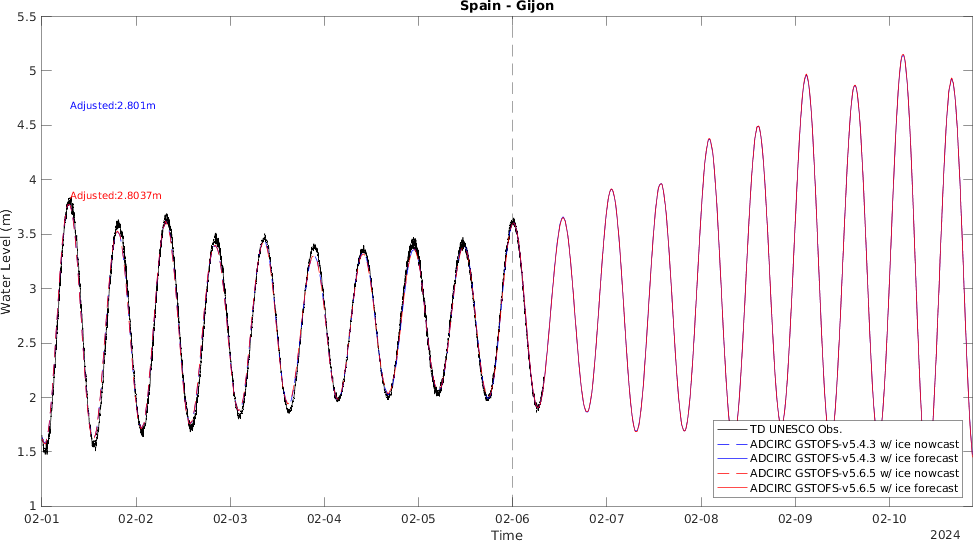 Spain - Gijon
5.5
5
4.5
4
3.5
3
2.5
2
1.5
1
Water Level (m)
Adjusted:2.801m
Adjusted:2.8037m
TD UNESCO Obs.
ADCIRC GSTOFS-v5.4.3 w/ ice nowcast
ADCIRC GSTOFS-v5.4.3 w/ ice forecast
ADCIRC GSTOFS-v5.6.5 w/ ice nowcast
ADCIRC GSTOFS-v5.6.5 w/ ice forecast
02-01 02-02 02-03 02-04 02-05 02-06 02-07 02-08 02-09 02-10
Time
2024